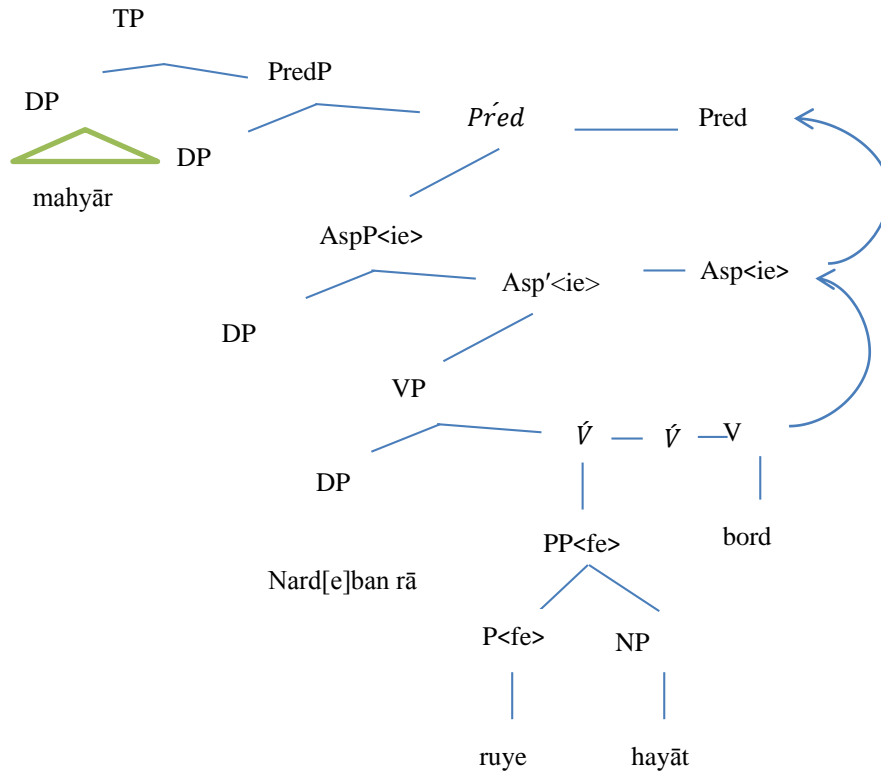 TP
PredP
DP
Pŕed
Pred
DP
mahyār
AspP<ie>
Asp'<ie>
Asp<ie>
DP
VP
V́
V́
V
DP
PP<fe>
bord
Nard[e]ban rā
P<fe>
NP
ruye
hayāt